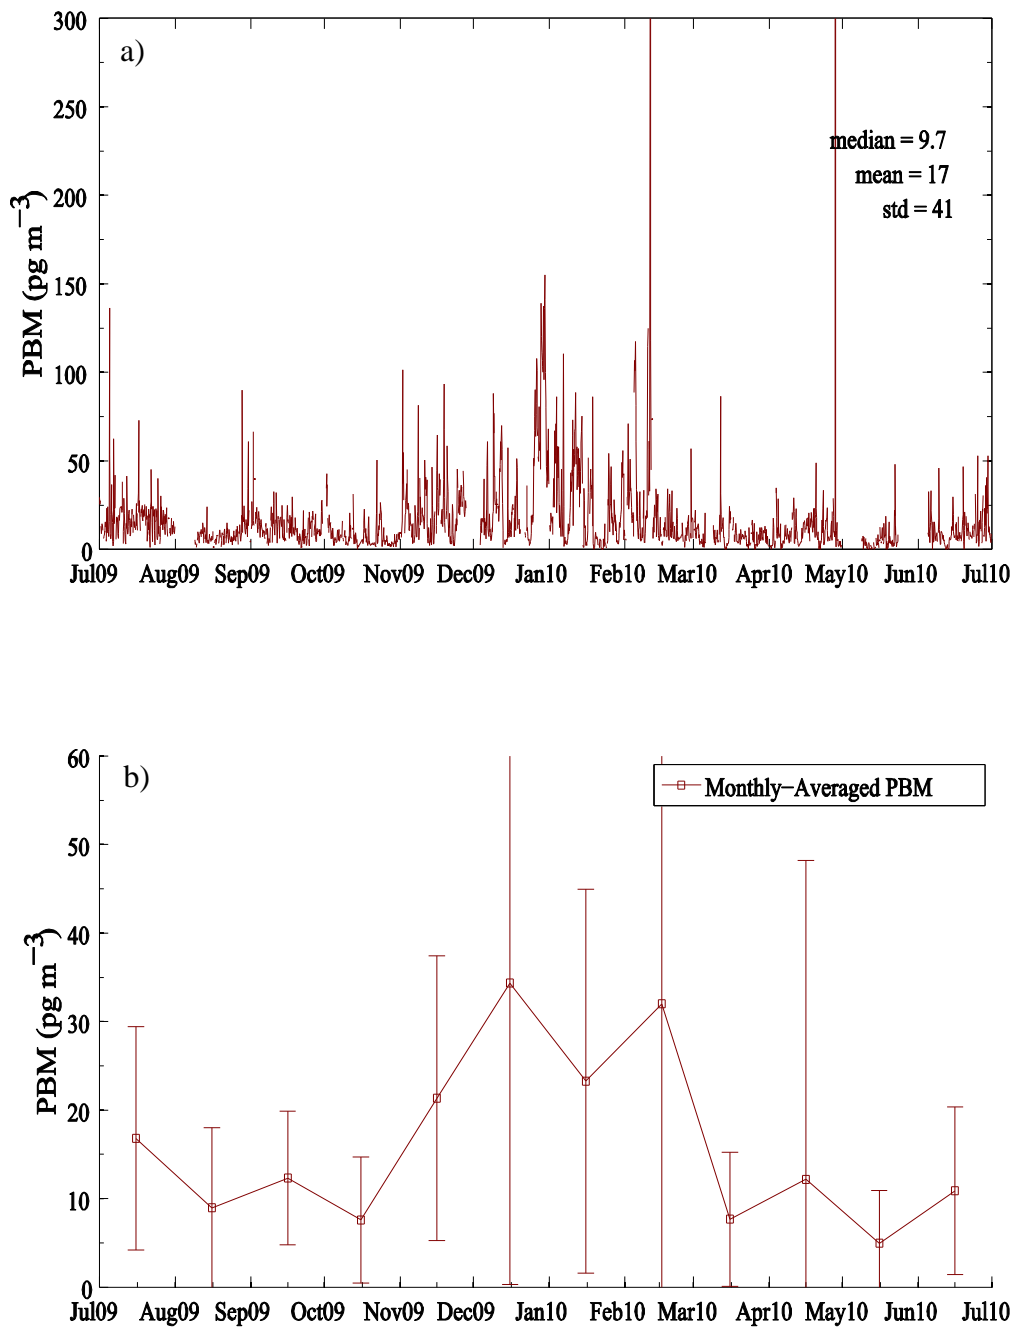 a)
300
250
200
150
100
50
0
PBM (pg m−3)
median = 9.7
mean = 17
std = 41
Jul09 Aug09 Sep09 Oct09 Nov09 Dec09 Jan10 Feb10 Mar10 Apr10 May10 Jun10 Jul10
b)
60
50
40
30
20
10
0
PBM (pg m−3)
Monthly−Averaged PBM
Jul09 Aug09 Sep09 Oct09 Nov09 Dec09 Jan10 Feb10 Mar10 Apr10 May10 Jun10 Jul10